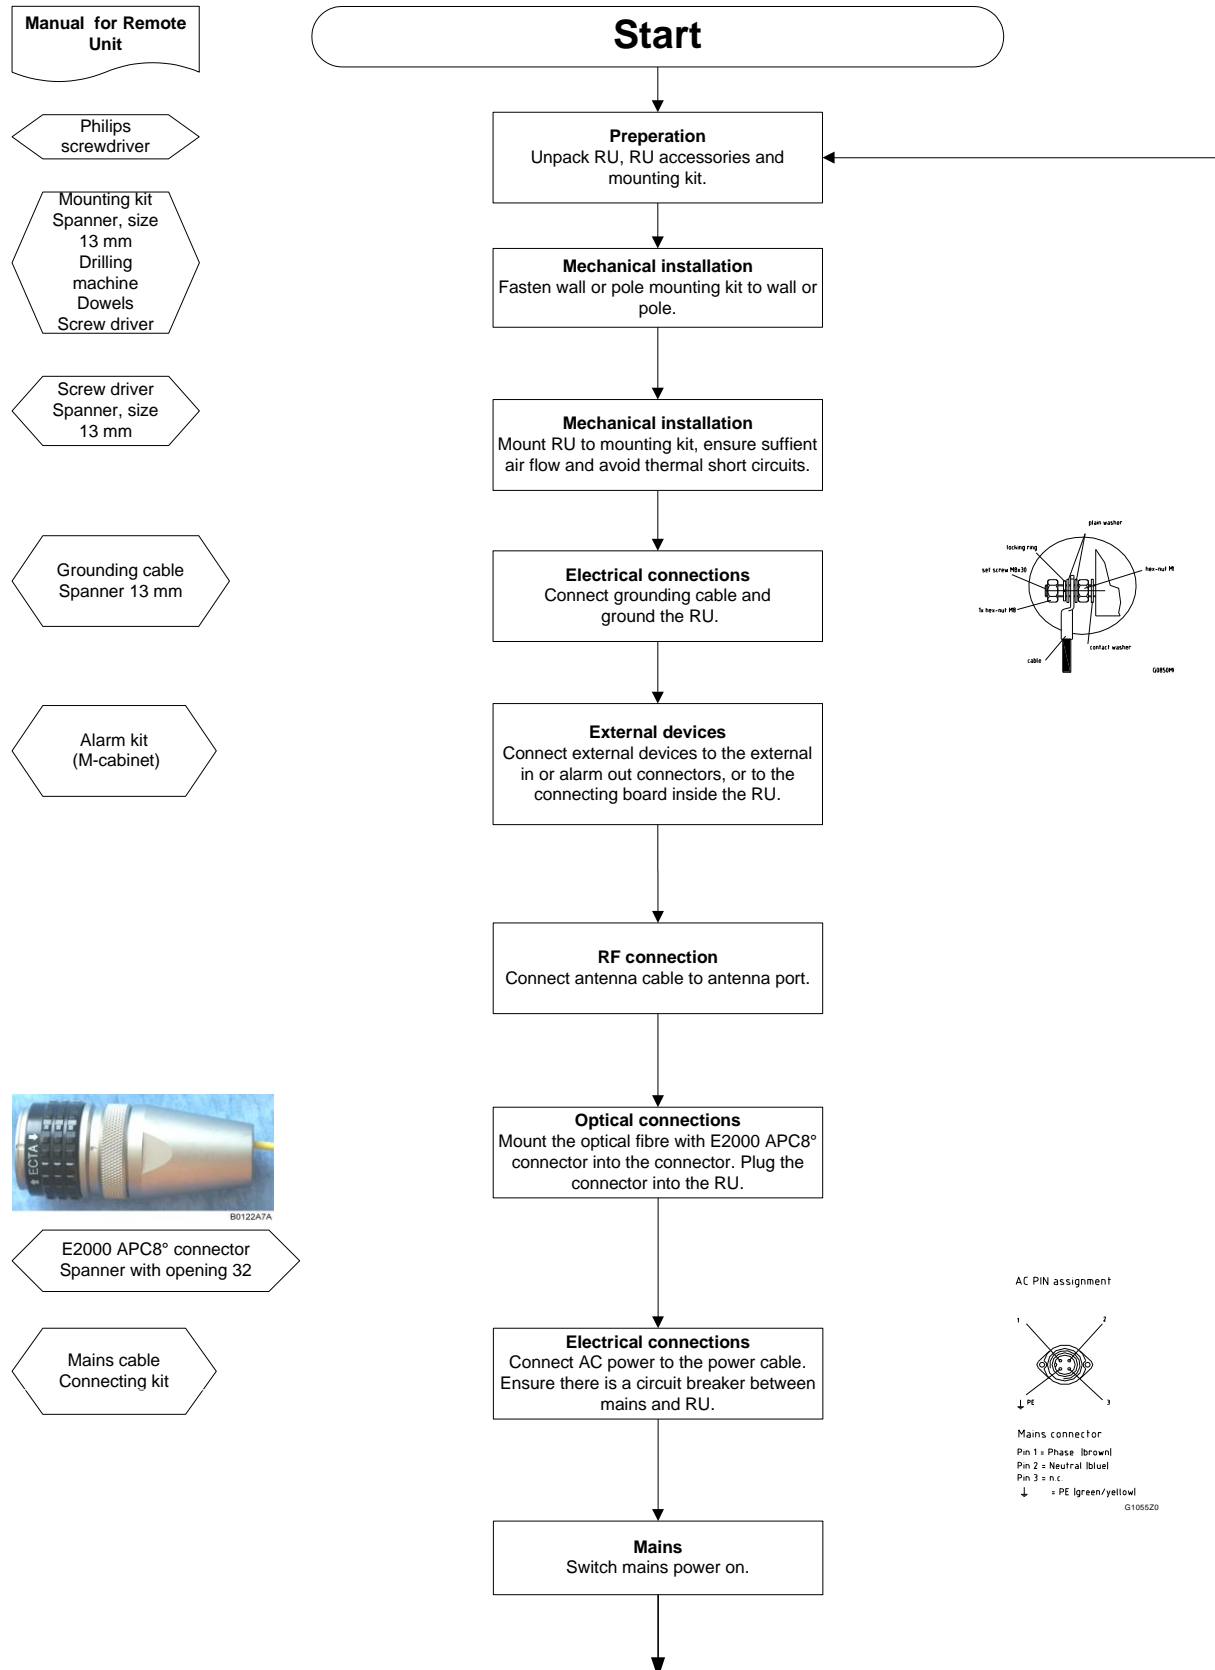 Manual for Remote
Unit
Start
Philips
screwdriver
Preperation
Unpack RU, RU accessories and
mounting kit.
Mounting kit
Spanner, size
13 mm
Drilling
machine
Dowels
Screw driver
Mechanical installation
Fasten wall or pole mounting kit to wall or
pole.
Screw driver
Spanner, size
13 mm
Mechanical installation
Mount RU to mounting kit, ensure suffient
air flow and avoid thermal short circuits.
Grounding cable
Spanner 13 mm
Electrical connections
Connect grounding cable and
ground the RU.
plain washer
locking ring
set screw M8x30
hex-nut M8
1x hex-nut M8
contact washer
cable
G0850M1
Alarm kit
(M-cabinet)
External devices
Connect external devices to the external
in or alarm out connectors, or to the
connecting board inside the RU.
RF connection
Connect antenna cable to antenna port.
ECTA
B0122A7A
Optical connections
Mount the optical fibre with E2000 APC8°
connector into the connector. Plug the
connector into the RU.
E2000 APC8° connector
Spanner with opening 32
Mains cable
Connecting kit
Electrical connections
Connect AC power to the power cable.
Ensure there is a circuit breaker between
mains and RU.
AC PIN assignment
1
2
PE
3
Mains connector
Pin 1 = Phase (brown)
Pin 2 = Neutral (blue)
Pin 3 = n.c.
= PE (green/yellow)
G1055Z0
Mains
Switch mains power on.